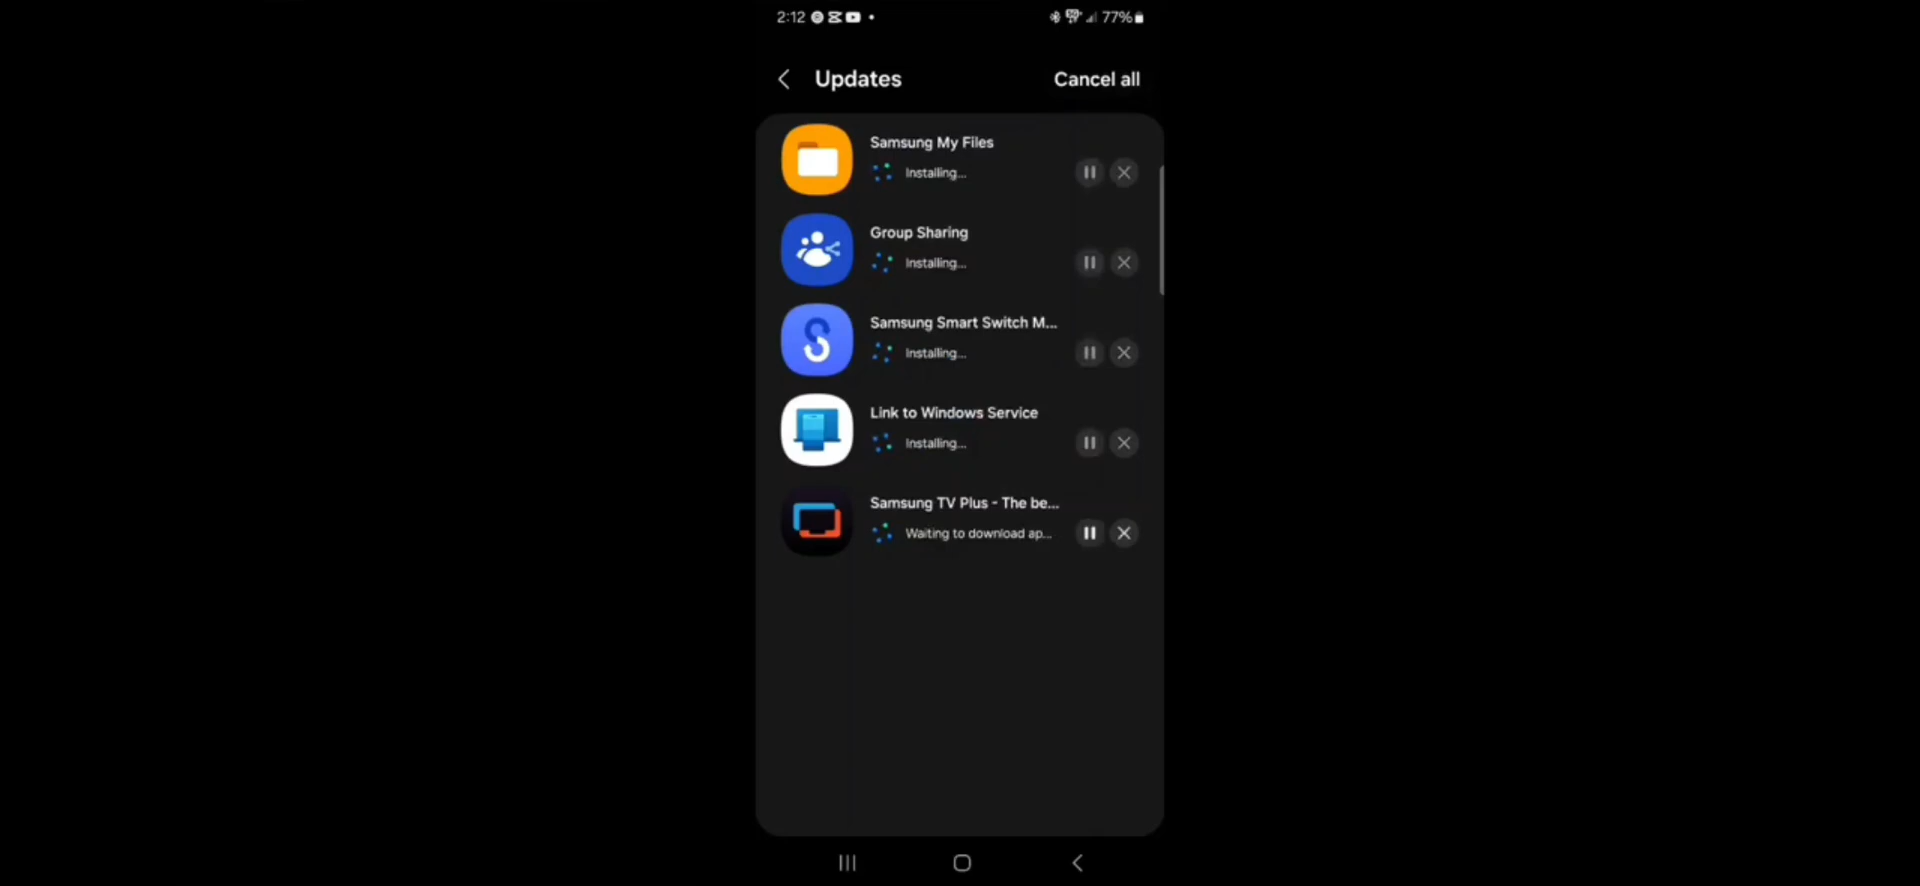 2:12
77%
Updates
Cancel all
Samsung My Files
Installing...
Group Sharing
Installing...
Samsung Smart Switch M...
Installing...
Link to Windows Service
Installing...
Samsung TV Plus - The be...
Waiting to download ap...